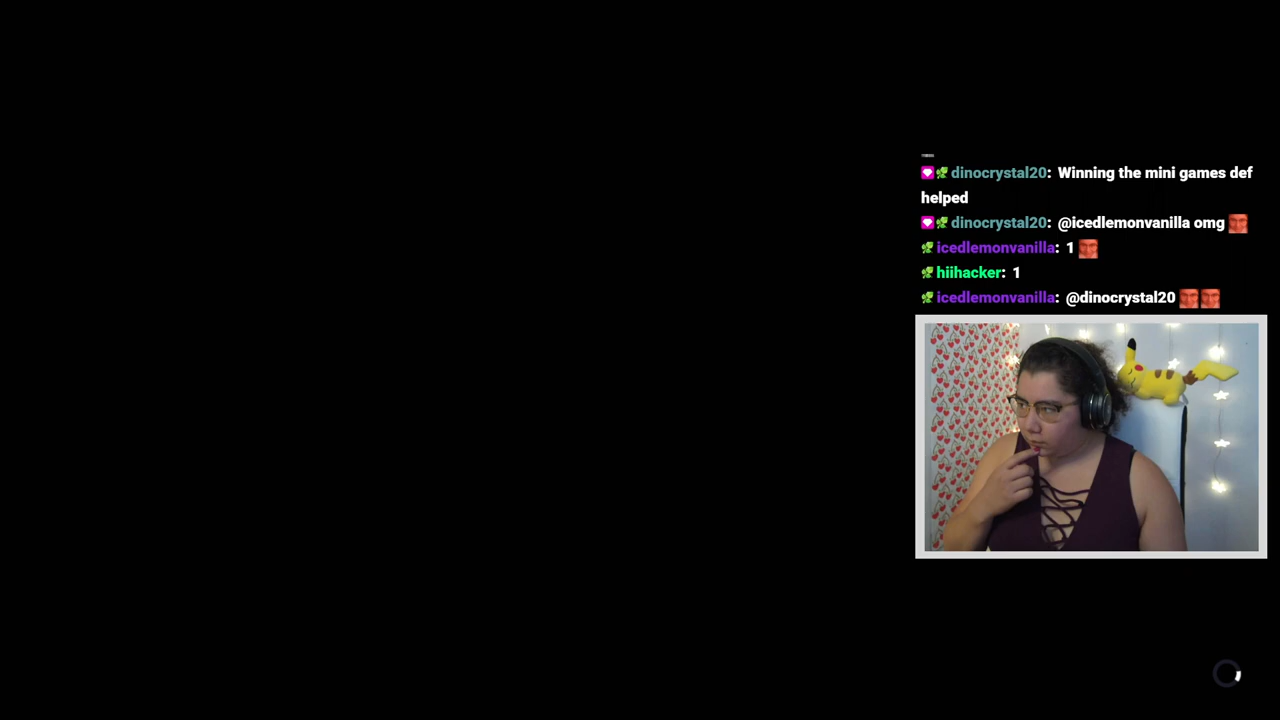 dinocrystal20: Winning the mini games def
helped
dinocrystal20: @icedlemonvanilla omg
icedlemonvanilla: 1
hiihacker: 1
icedlemonvanilla: @dinocrystal20